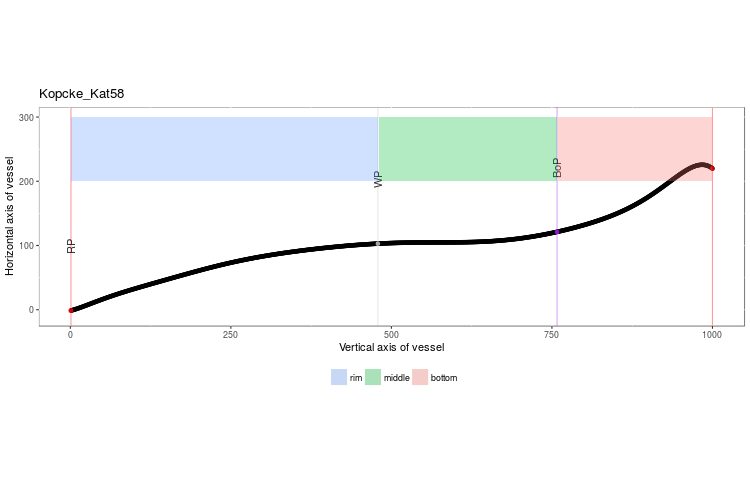 Kopcke_Kat58
Horizontal axis of vessel
300
200
100
0
RP
WP
BoP
0
250
500
750
1000
Vertical axis of vessel
rim
middle
bottom